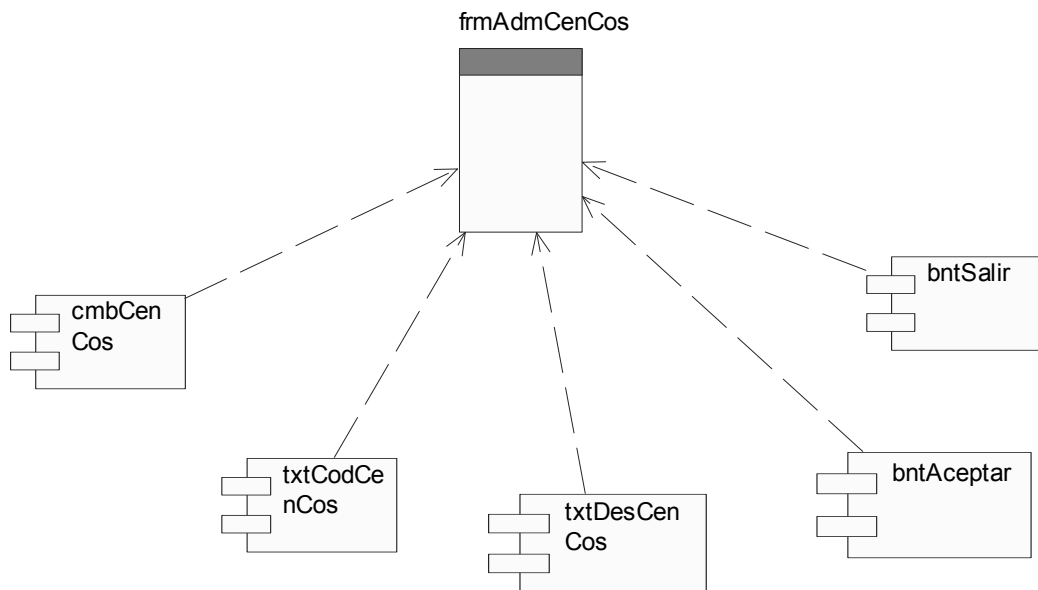 frmAdmCenCos
bntSalir
cmbCen
Cos
bntAceptar
txtCodCe
nCos
txtDesCen
Cos